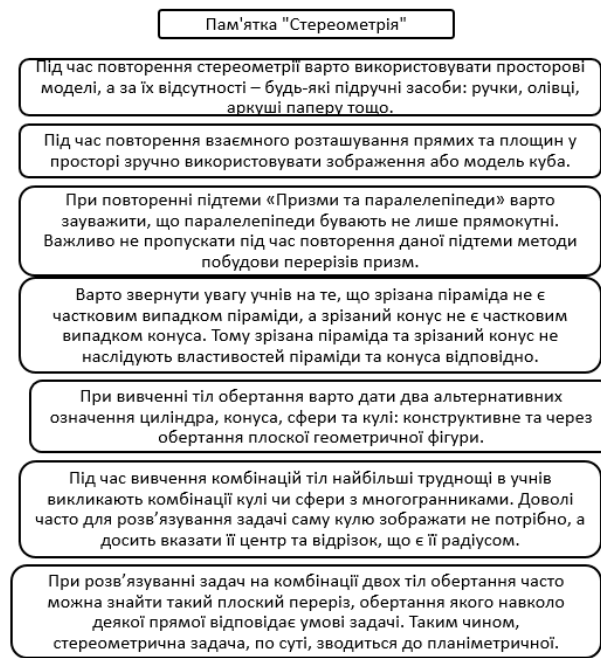 Пам'ятка "Стереометрія"
Під час повторення стереометрії варто використовувати просторові
моделі, а за їх відсутності – будь-які підручні засоби: ручки, олівці,
аркуші паперу тощо.
Під час повторення взаємного розташування прямих та площин у
просторі зручно використовувати зображення або модель куба.
При повторенні підтеми «Призми та паралелепіпеди» варто
зауважити, що паралелепіпеди бувають не лише прямокутні.
Важливо не пропускати під час повторення даної підтеми методи
побудови перерізів призм.
Варто звернути увагу учнів на те, що зрізана піраміда не є
частковим випадком піраміди, а зрізаний конус не є частковим
випадком конуса. Тому зрізана піраміда та зрізаний конус не
наслідують властивостей піраміди та конуса відповідно.
При вивченні тіл обертання варто дати два альтернативних
означення циліндра, конуса, сфери та кулі: конструктивне та через
обертання плоскої геометричної фігури.
Під час вивчення комбінацій тіл найбільші труднощі в учнів
викликають комбінації кулі чи сфери з многогранниками. Доволі
часто для розв’язування задачі саму кулю зображати не потрібно, а
досить вказати її центр та відрізок, що є її радіусом.
При розв’язуванні задач на комбінації двох тіл обертання часто
можна знайти такий плоский переріз, обертання якого навколо
деякої прямої відповідає умові задачі. Таким чином,
стереометрична задача, по суті, зводиться до планіметричної.